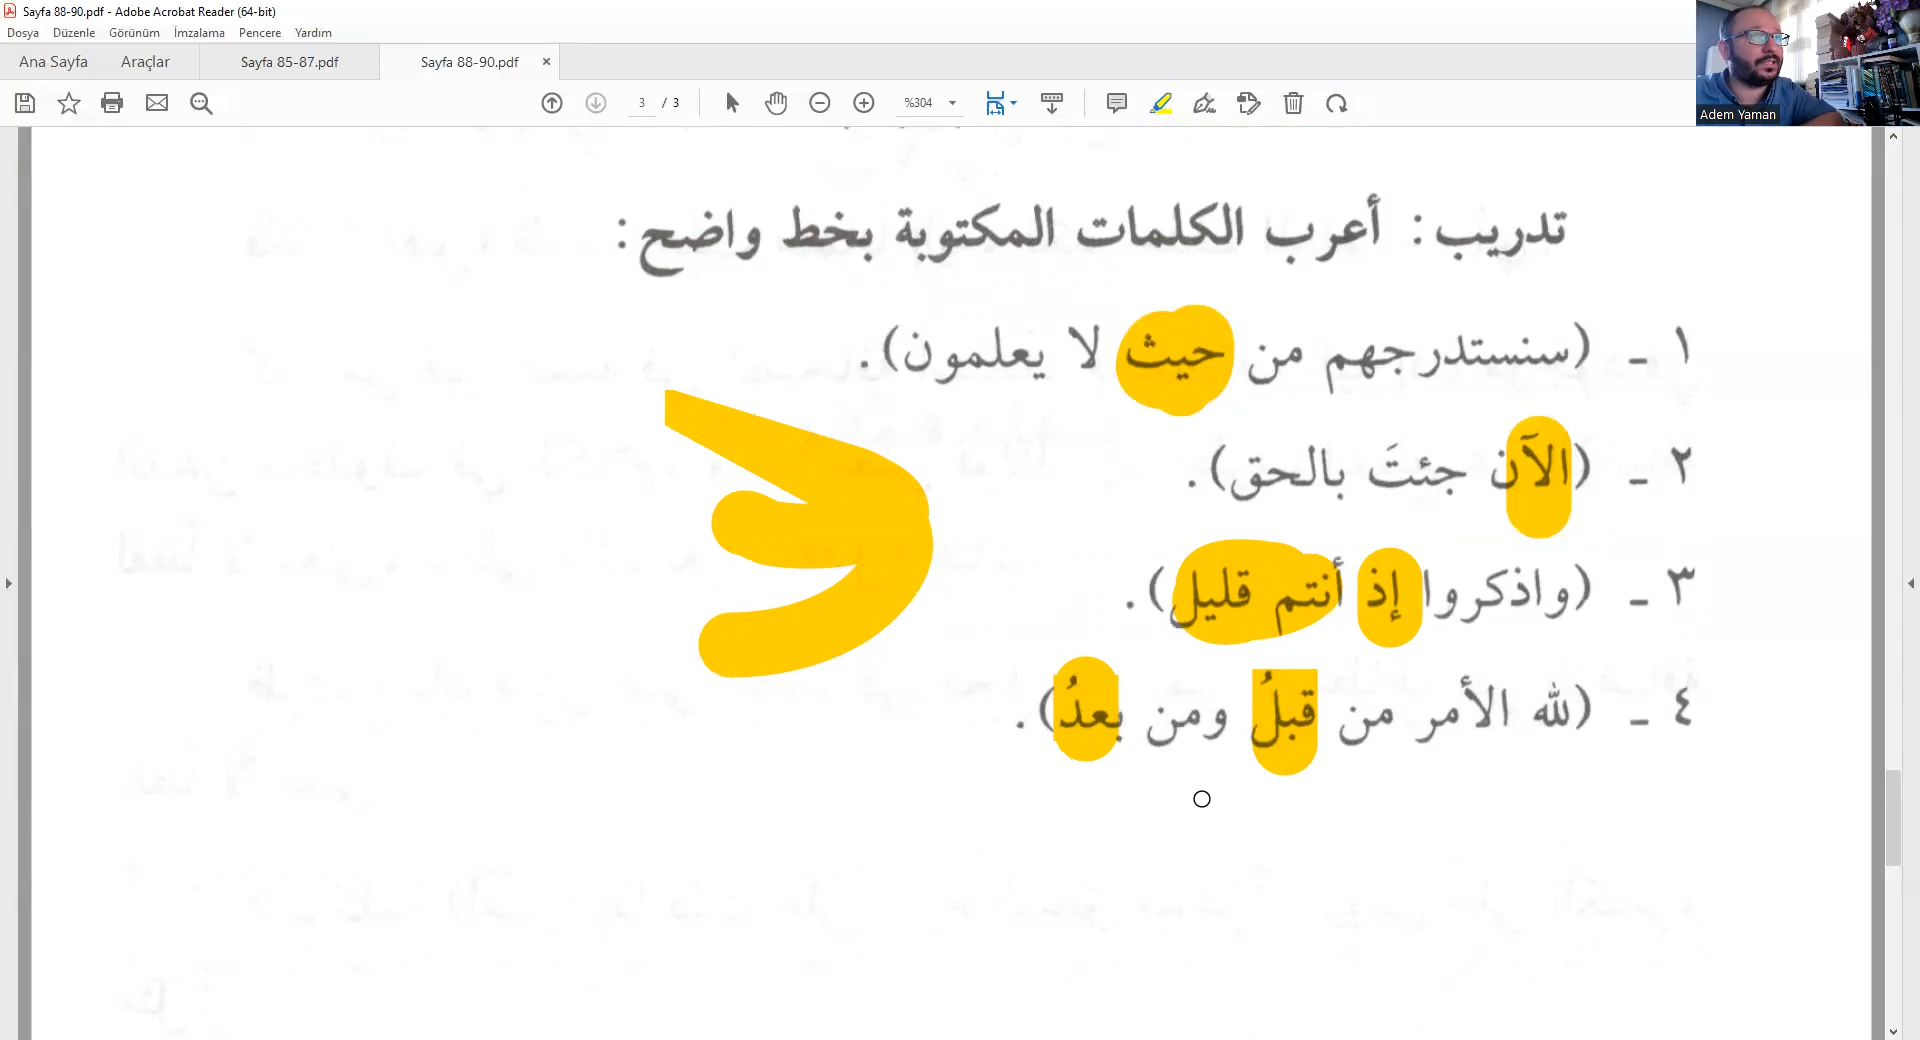 Sayfa 88-90.pdf - Adobe Acrobat Reader (64-bit)
Dosya Düzenle Görünüm İmzalama Pencere Yardım
Ana Sayfa Araçlar Sayfa 85-87.pdf Sayfa 88-90.pdf ×
3 / 3 %304
Adem Yaman
تدريب : أعرب الكلمات المكتوبة بخط واضح :
١ ـ (سنستدرجهم من حيث لا يعلمون).
٢ ـ (الآن جئتَ بالحق).
٣ ـ (واذكروا إذ أنتم قليل).
٤ ـ (لله الأمر من قبلُ ومن بعدُ).